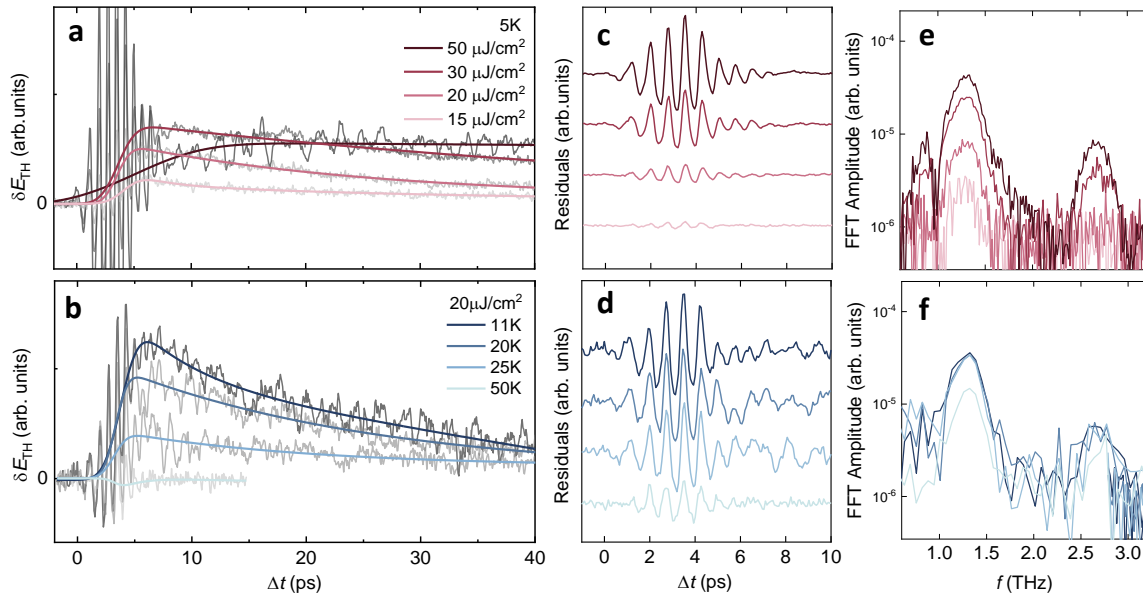 a
5K
50 μJ/cm²
30 μJ/cm²
20 μJ/cm²
15 μJ/cm²
δE_TH (arb.units)
0
c
Residuals (arb.units)
e
10⁻⁴
10⁻⁵
10⁻⁶
FFT Amplitude (arb. units)
b
20μJ/cm²
11K
20K
25K
50K
δE_TH (arb. units)
0
0 10 20 30 40
Δt (ps)
d
Residuals (arb. units)
0 2 4 6 8 10
Δt (ps)
f
10⁻⁴
10⁻⁵
10⁻⁶
FFT Amplitude (arb. units)
1.0 1.5 2.0 2.5 3.0
f (THz)